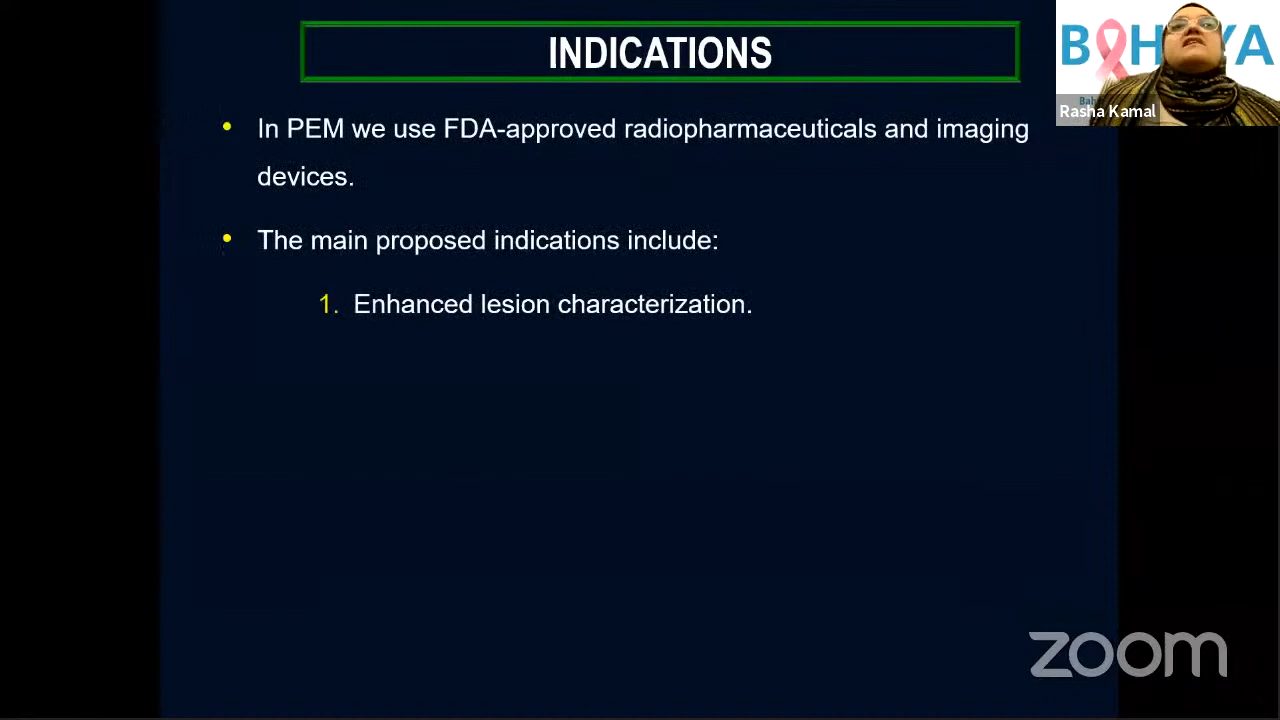 INDICATIONS
• In PEM we use FDA-approved radiopharmaceuticals and imaging
devices.
• The main proposed indications include:
1. Enhanced lesion characterization.
Rasha Kamal
zoom